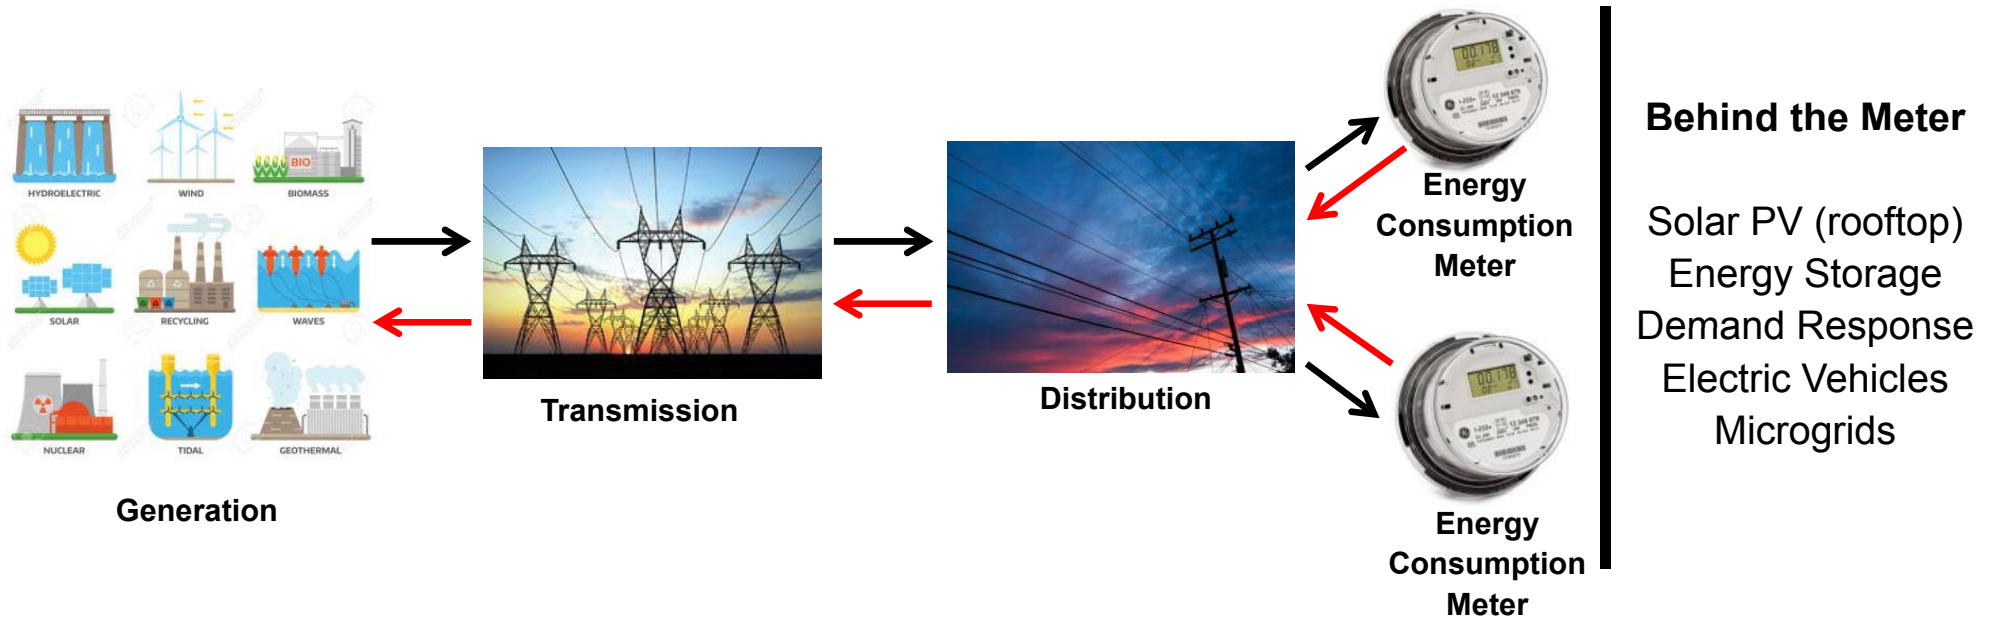 HYDROELECTRIC
WIND
BIOMASS
BIO
SOLAR
RECYCLING
WAVES
NUCLEAR
TIDAL
GEOTHERMAL
Generation
Transmission
Distribution
Energy
Consumption
Meter
Energy
Consumption
Meter
Behind the Meter
Solar PV (rooftop)
Energy Storage
Demand Response
Electric Vehicles
Microgrids